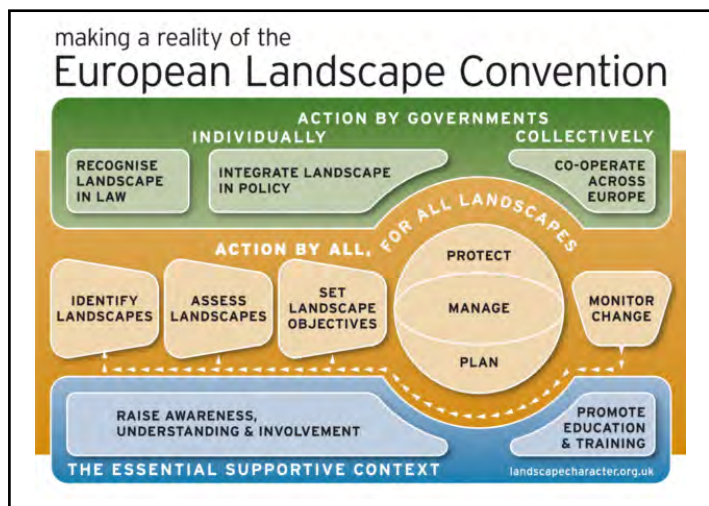 making a reality of the
European Landscape Convention
ACTION BY GOVERNMENTS
INDIVIDUALLY
COLLECTIVELY
RECOGNISE
LANDSCAPE
IN LAW
INTEGRATE LANDSCAPE
IN POLICY
CO-OPERATE
ACROSS
EUROPE
ACTION BY ALL, FOR ALL LANDSCAPES
IDENTIFY
LANDSCAPES
ASSESS
LANDSCAPES
SET
LANDSCAPE
OBJECTIVES
PROTECT
MANAGE
PLAN
MONITOR
CHANGE
RAISE AWARENESS,
UNDERSTANDING & INVOLVEMENT
PROMOTE
EDUCATION
& TRAINING
THE ESSENTIAL SUPPORTIVE CONTEXT
landscapecharacter.org.uk